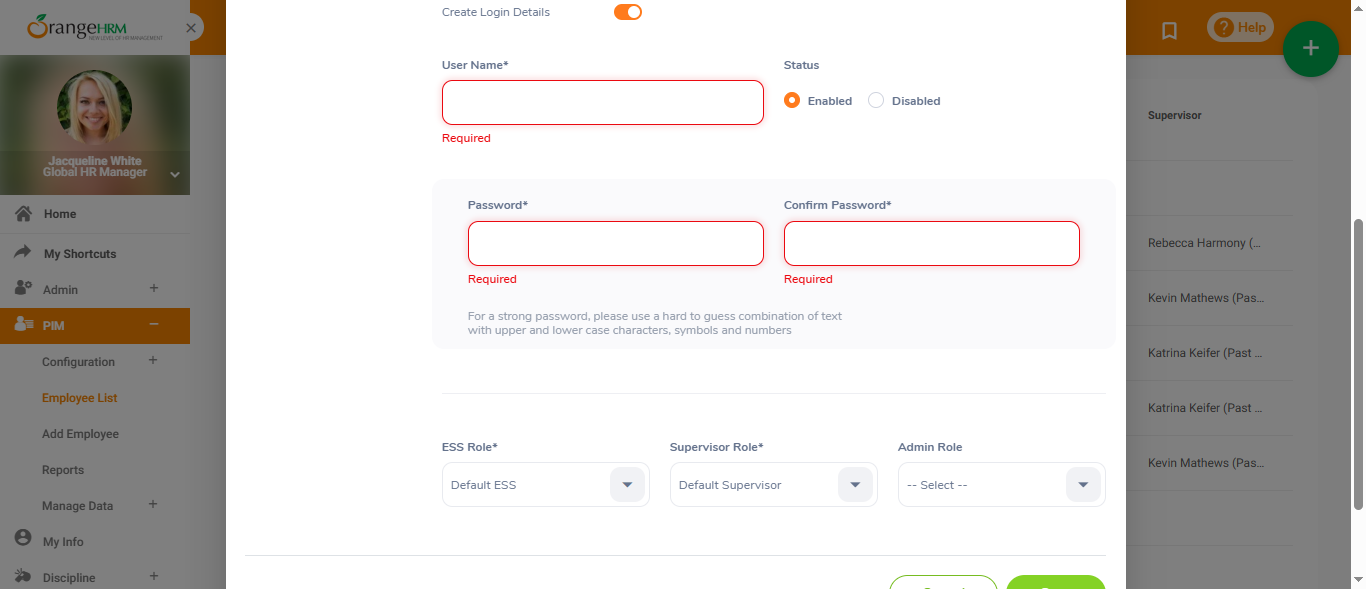 OrangeHRM
NEW LEVEL OF HR MANAGEMENT
Jacqueline White
Global HR Manager
Home
My Shortcuts
Admin
PIM
Configuration
Employee List
Add Employee
Reports
Manage Data
My Info
Discipline
Create Login Details
User Name*
Required
Status
Enabled
Disabled
Password*
Required
Confirm Password*
Required
For a strong password, please use a hard to guess combination of text
with upper and lower case characters, symbols and numbers
ESS Role*
Default ESS
Supervisor Role*
Default Supervisor
Admin Role
-- Select --
Help
Supervisor
Rebecca Harmony (...
Kevin Mathews (Pas...
Katrina Keifer (Past ...
Katrina Keifer (Past ...
Kevin Mathews (Pas...